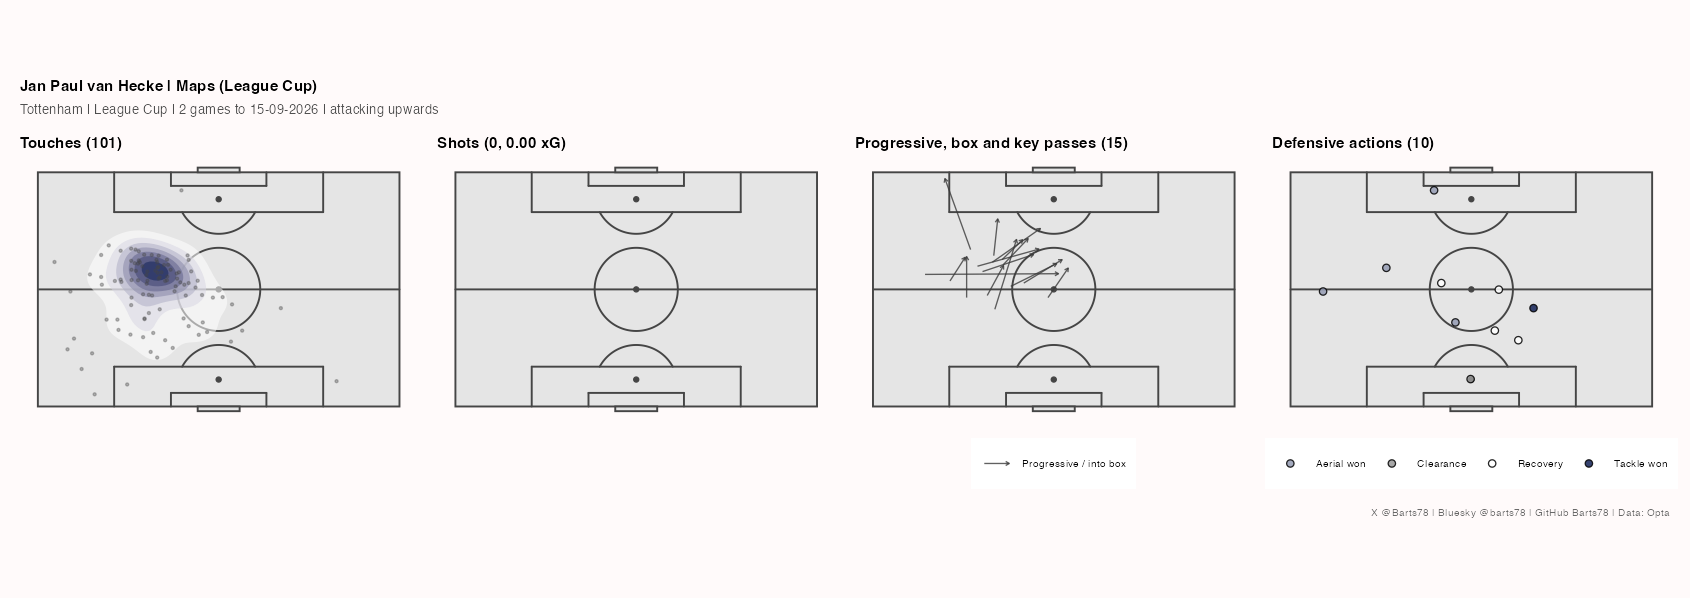 Jan Paul van Hecke | Maps (League Cup)
Tottenham | League Cup | 2 games to 15-09-2026 | attacking upwards
Touches (101)
Shots (0, 0.00 xG)
Progressive, box and key passes (15)
Defensive actions (10)
Progressive / into box
Aerial won
Clearance
Recovery
Tackle won
X @Barts78 | Bluesky @barts78 | GitHub Barts78 | Data: Opta